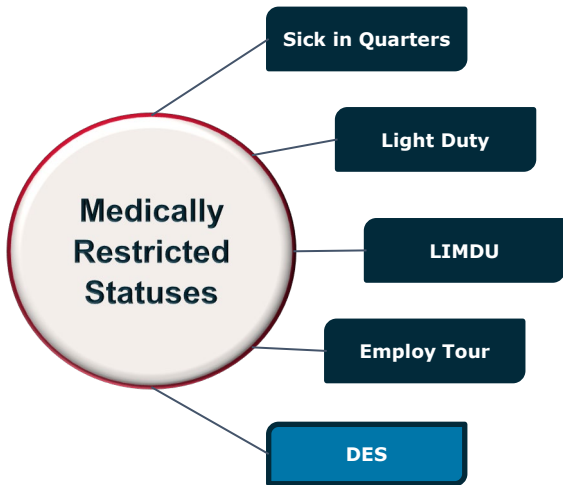 Sick in Quarters
Light Duty
Medically
Restricted
Statuses
LIMDU
Employ Tour
DES